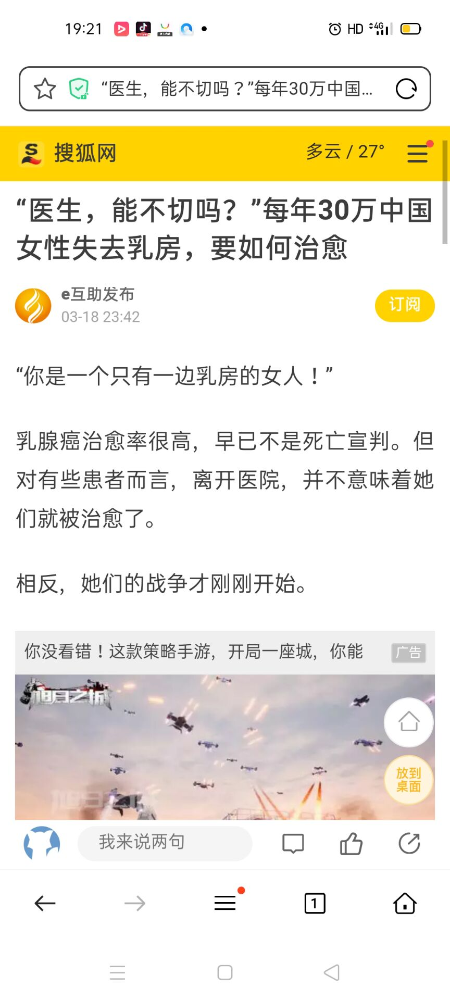 19:21
HD 4G
“医生，能不切吗？”每年30万中国...
搜狐网
多云 / 27°
“医生，能不切吗？”每年30万中国
女性失去乳房，要如何治愈
e互助发布
03-18 23:42
订阅
“你是一个只有一边乳房的女人！”
乳腺癌治愈率很高，早已不是死亡宣判。但
对有些患者而言，离开医院，并不意味着她
们就被治愈了。
相反，她们的战争才刚刚开始。
你没看错！这款策略手游，开局一座城，你能
广告
旭日之城
放到
桌面
我来说两句
1